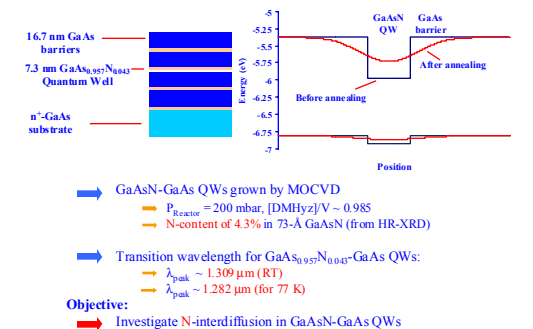 16.7 nm GaAs
barriers
7.3 nm GaAs0.957N0.043
Quantum Well
n+-GaAs
substrate
Energy (eV)
-5
-5.25
-5.5
-5.75
-6
-6.25
-6.5
-6.75
-7
GaAsN
QW
GaAs
barrier
After annealing
Before annealing
Position
GaAsN-GaAs QWs grown by MOCVD
PReactor = 200 mbar, [DMHyz]/V ~ 0.985
N-content of 4.3% in 73-Å GaAsN (from HR-XRD)
Transition wavelength for GaAs0.957N0.043-GaAs QWs:
λpeak ~ 1.309 μm (RT)
λpeak ~ 1.282 μm (for 77 K)
Objective:
Investigate N-interdiffusion in GaAsN-GaAs QWs